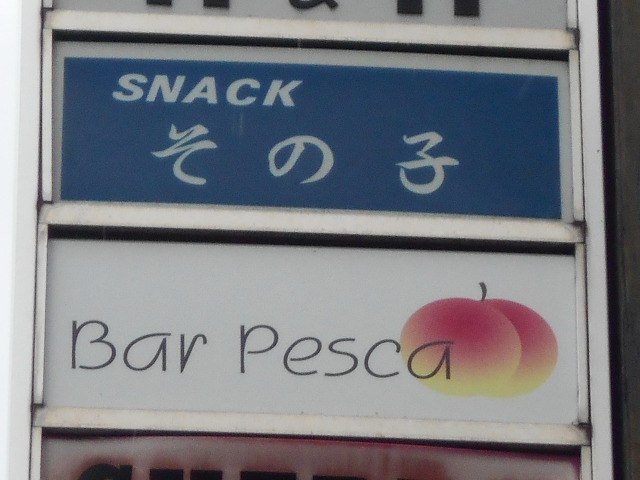 SNACK
その子
Bar Pesca